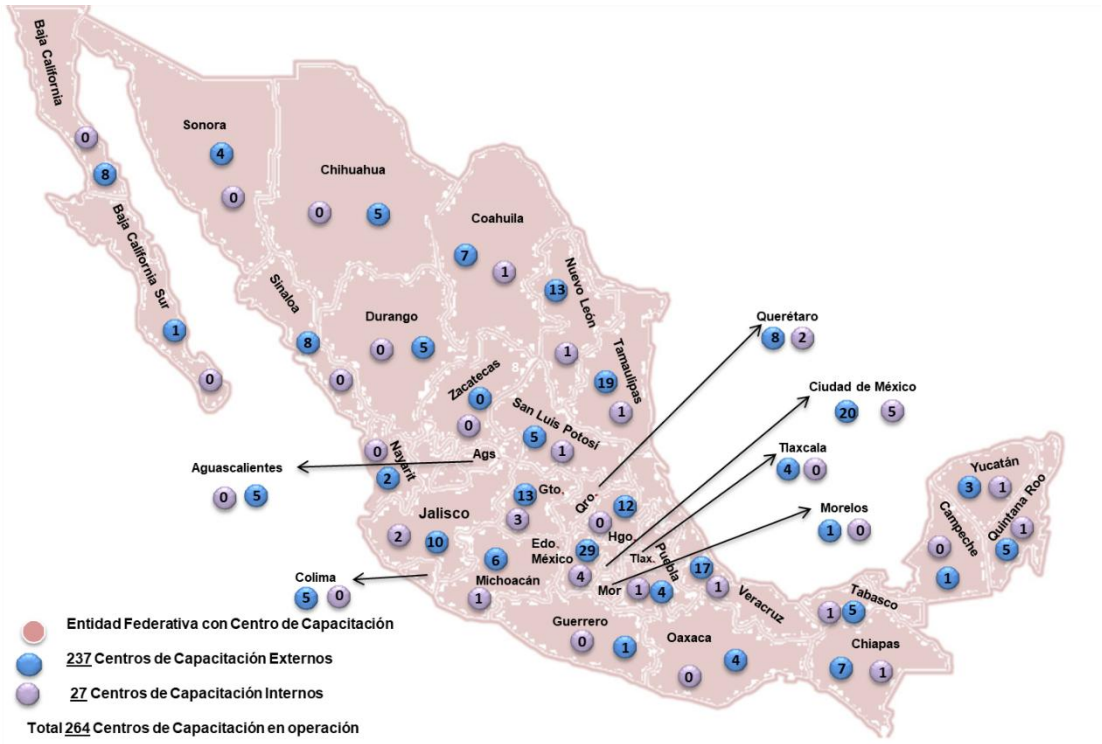 Baja California
0
8
Sonora
4
0
Chihuahua
0
5
Coahuila
7
1
Nuevo León
13
1
Baja California Sur
1
0
Sinaloa
8
0
Durango
0
5
Tamaulipas
19
1
Zacatecas
0
0
San Luis Potosí
5
1
Querétaro
8
2
Ciudad de México
20
5
Tlaxcala
4
0
Morelos
1
0
Nayarit
0
2
Ags
Aguascalientes
0
5
Gto.
13
3
Qro.
12
0
Hgo.
Jalisco
2
10
Edo.
México
29
4
Michoacán
6
1
Tlax.
Mor
Puebla
1
4
Veracruz
17
1
Colima
5
0
Guerrero
0
1
Oaxaca
4
0
Tabasco
1
5
Chiapas
7
1
Campeche
0
1
Yucatán
3
1
Quintana Roo
1
5
Entidad Federativa con Centro de Capacitación
237 Centros de Capacitación Externos
27 Centros de Capacitación Internos
Total 264 Centros de Capacitación en operación